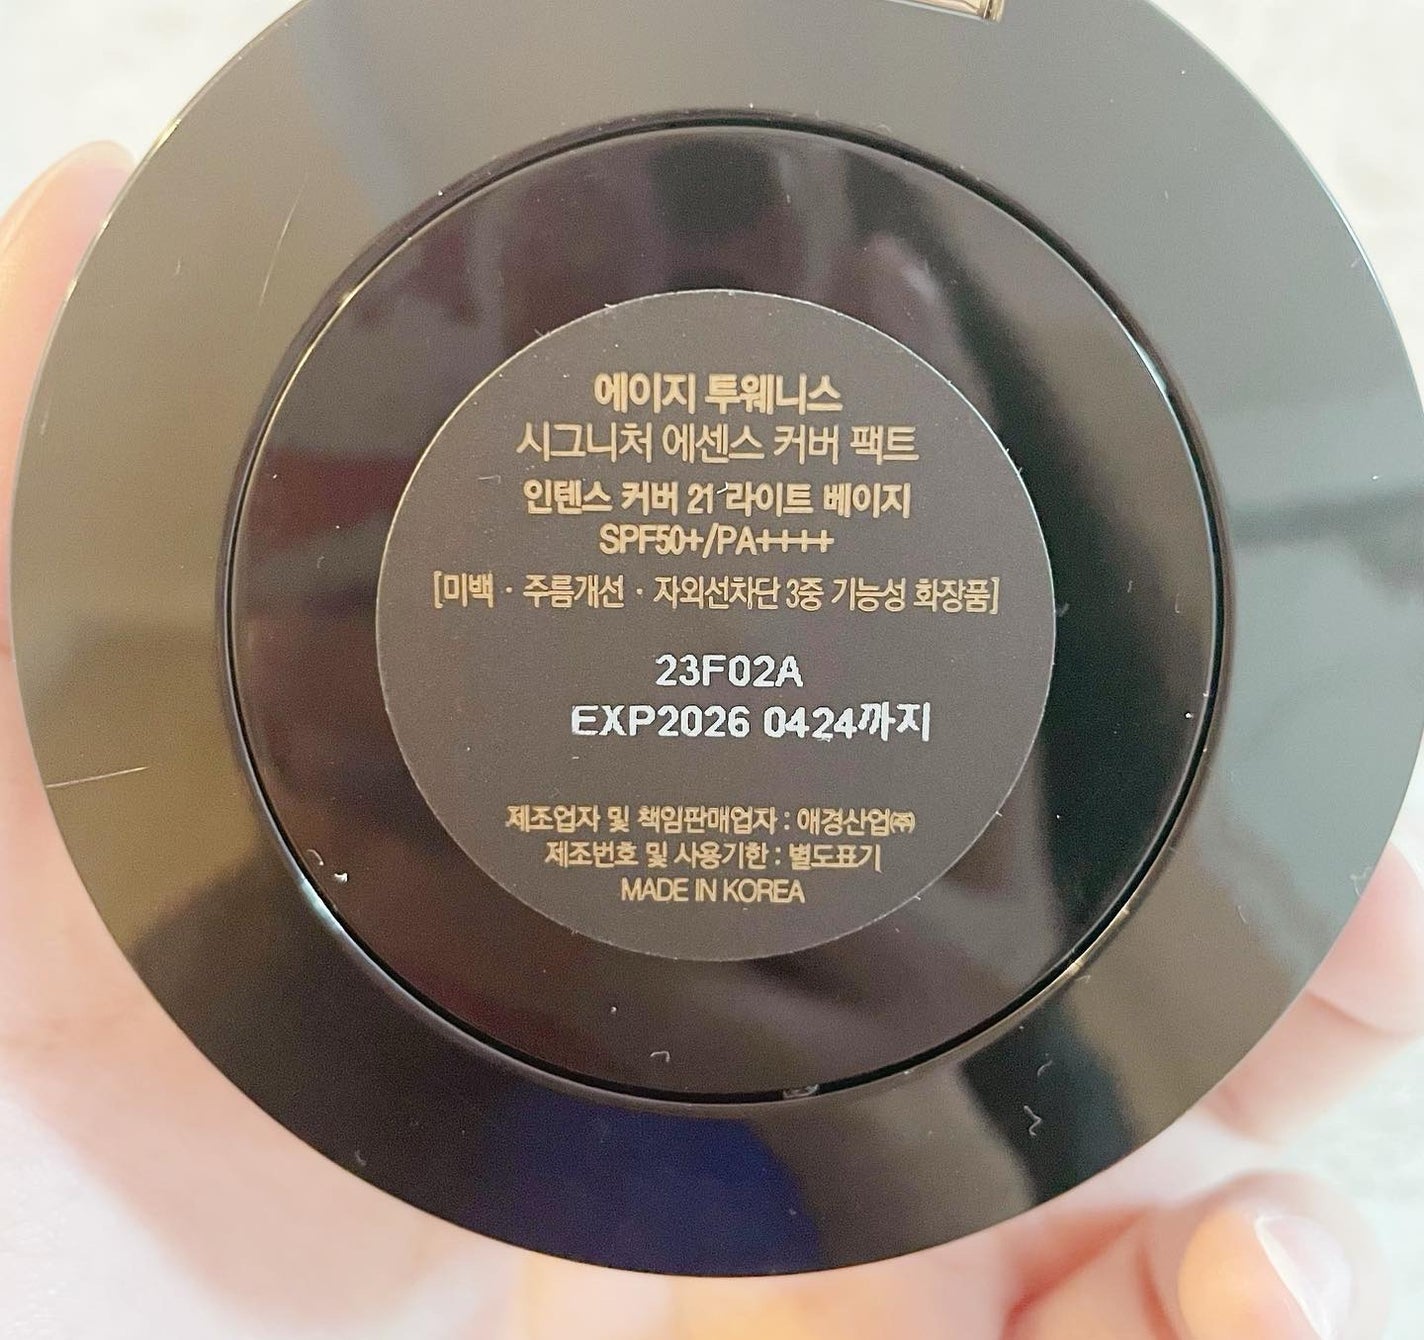 에이지 투웨니스
시그니처 에센스 커버 팩트
인텐스 커버 21 라이트 베이지
SPF50+/PA++++
[미백 · 주름개선 · 자외선차단 3중 기능성 화장품]
23F02A
EXP2026 0424까지
제조업자 및 책임판매업자 : 애경산업㈜
제조번호 및 사용기한 : 별도표기
MADE IN KOREA